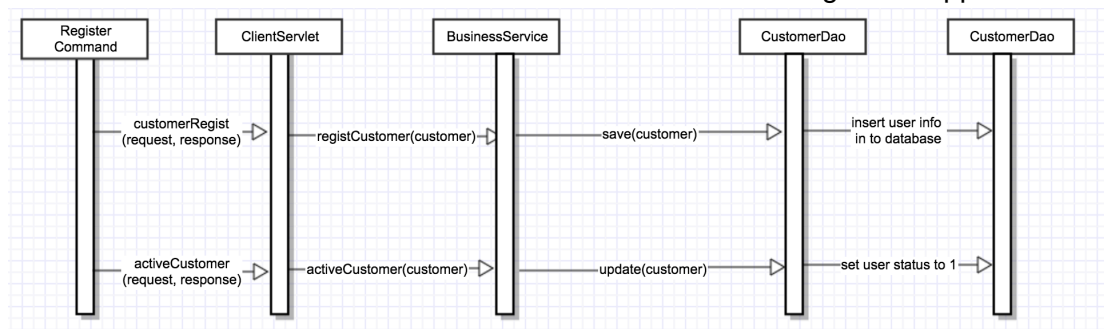 Register
Command
ClientServlet
BusinessService
CustomerDao
CustomerDao
customerRegist
(request, response)
registCustomer(customer)
save(customer)
insert user info
in to database
activeCustomer
(request, response)
activeCustomer(customer)
update(customer)
set user status to 1